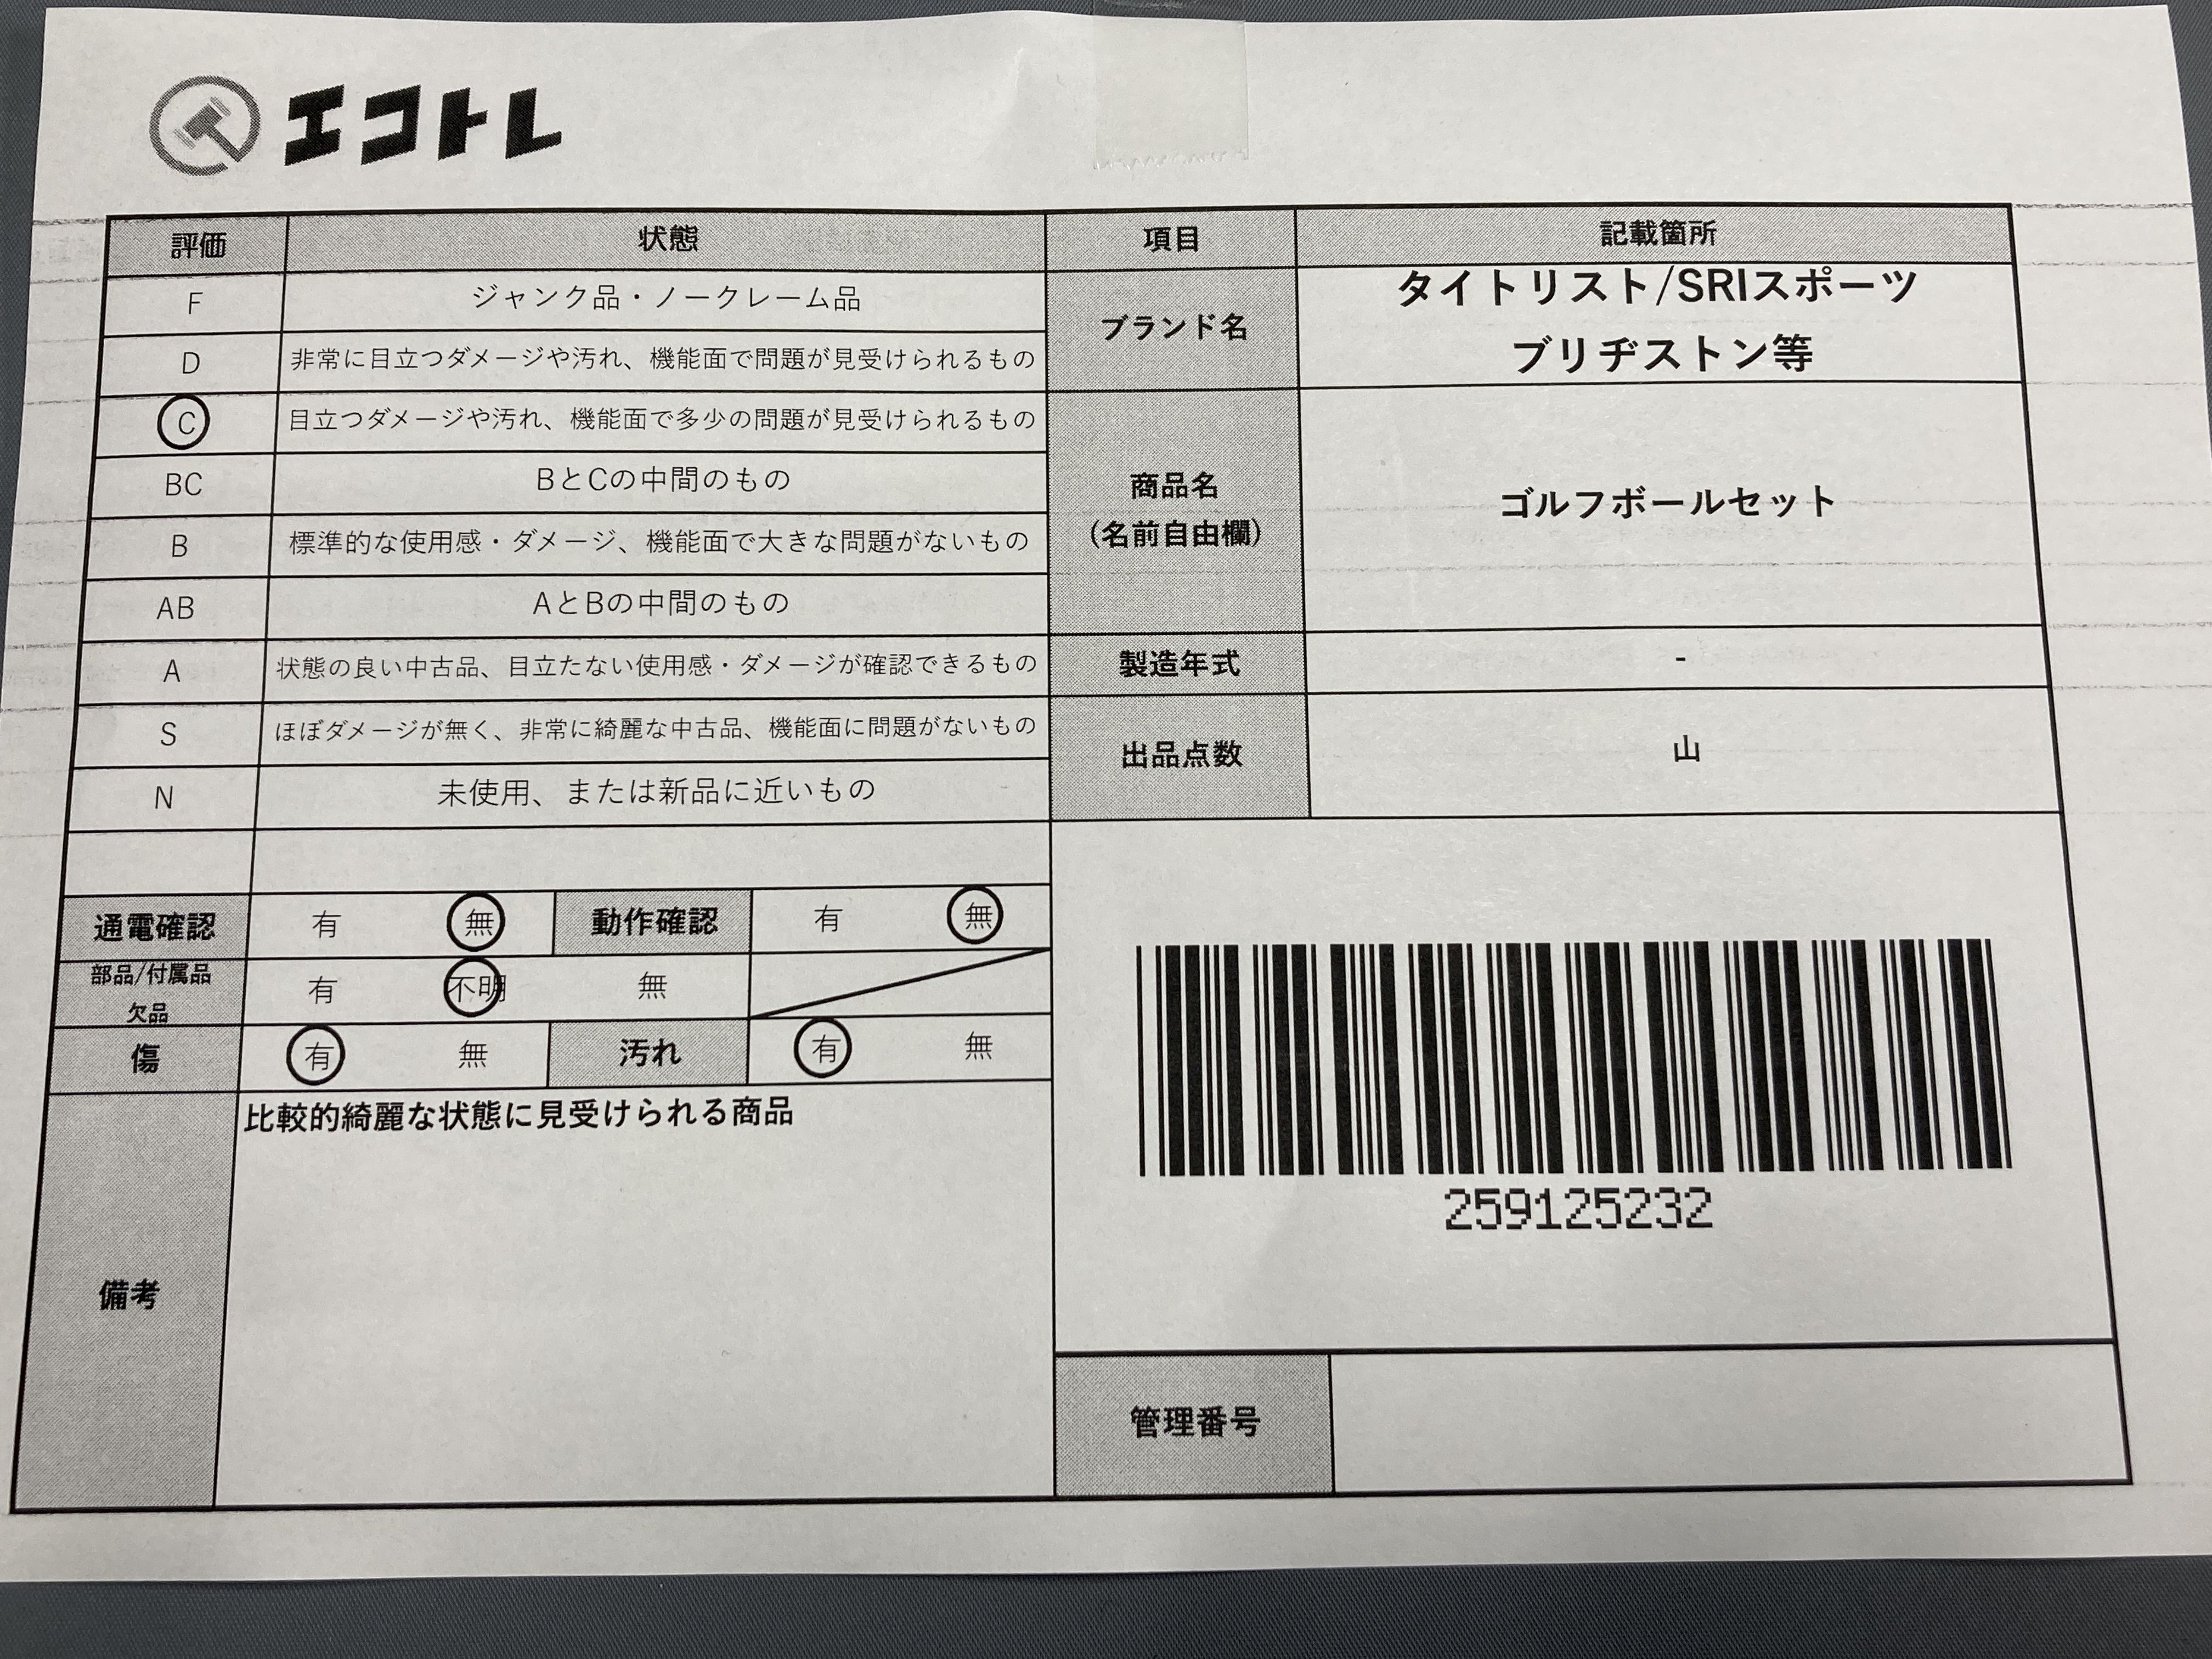 エコトレ
評価 状態 項目 記載箇所
F ジャンク品・ノークレーム品
D 非常に目立つダメージや汚れ、機能面で問題が見受けられるもの
C 目立つダメージや汚れ、機能面で多少の問題が見受けられるもの
BC BとCの中間のもの
B 標準的な使用感・ダメージ、機能面で大きな問題がないもの
AB AとBの中間のもの
A 状態の良い中古品、目立たない使用感・ダメージが確認できるもの
S ほぼダメージが無く、非常に綺麗な中古品、機能面に問題がないもの
N 未使用、または新品に近いもの
ブランド名
タイトリスト/SRIスポーツ
ブリヂストン等
商品名
(名前自由欄)
ゴルフボールセット
製造年式 -
出品点数 山
通電確認 有 無 動作確認 有 無
部品/付属品
欠品
有 不明 無
傷 有 無 汚れ 有 無
備考
比較的綺麗な状態に見受けられる商品
259125232
管理番号